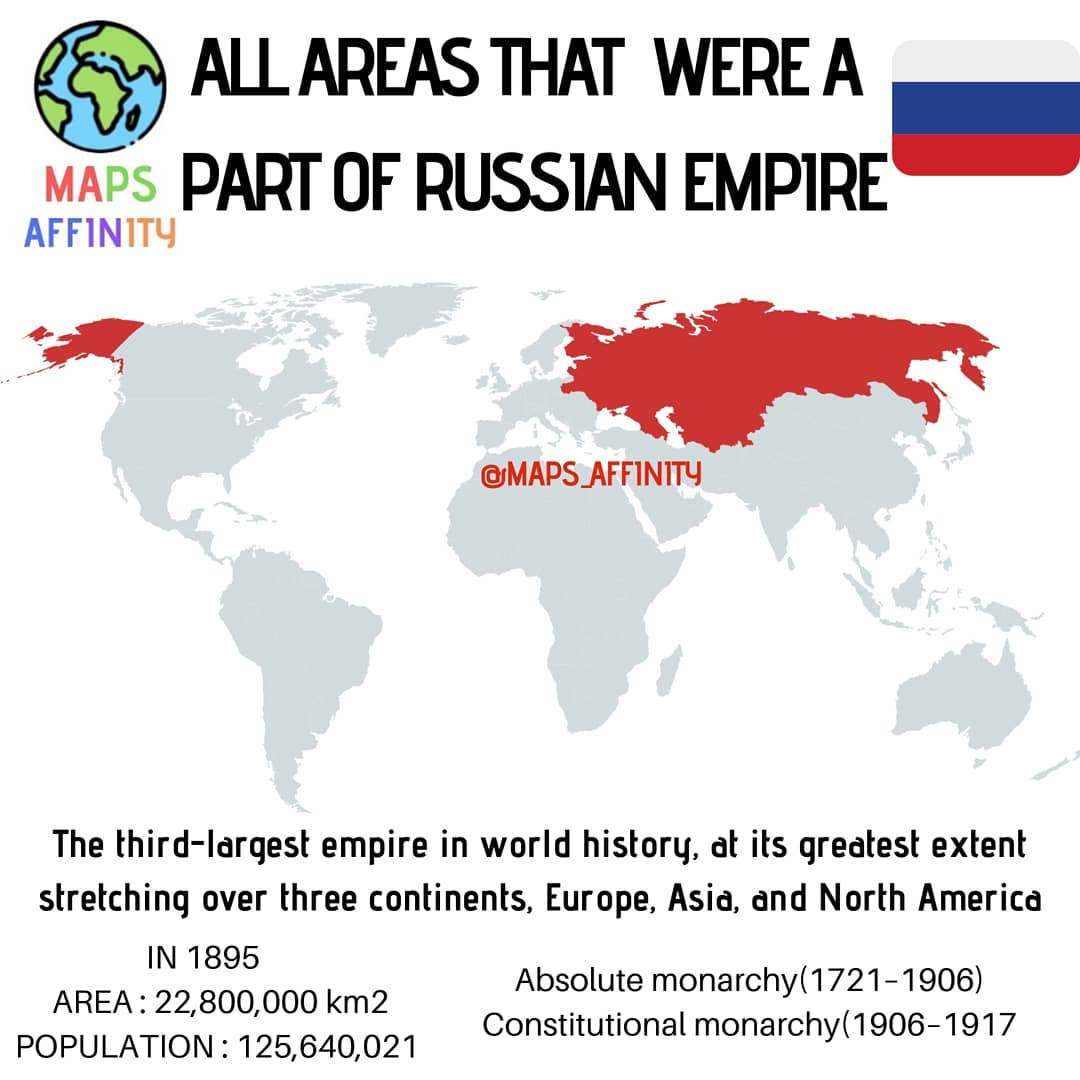 ALL AREAS THAT WERE A
PART OF RUSSIAN EMPIRE
MAPS
AFFINITY
@MAPS_AFFINITY
The third-largest empire in world history, at its greatest extent
stretching over three continents, Europe, Asia, and North America
IN 1895
AREA : 22,800,000 km2
POPULATION : 125,640,021
Absolute monarchy(1721–1906)
Constitutional monarchy(1906–1917